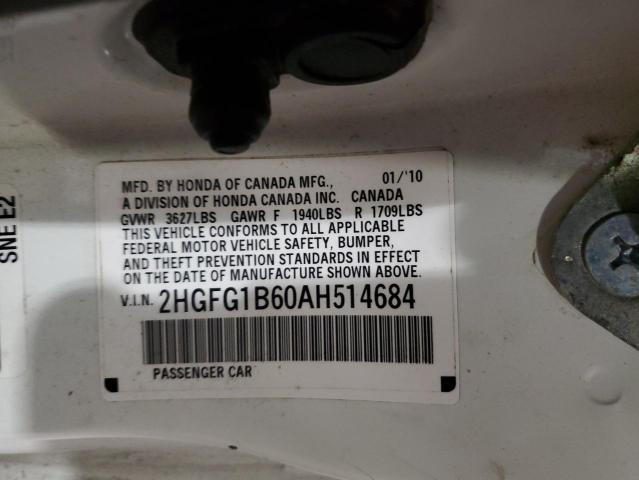 MFD. BY HONDA OF CANADA MFG., 01/'10
A DIVISION OF HONDA CANADA INC. CANADA
GVWR 3627LBS GAWR F 1940LBS R 1709LBS
THIS VEHICLE CONFORMS TO ALL APPLICABLE
FEDERAL MOTOR VEHICLE SAFETY, BUMPER,
AND THEFT PREVENTION STANDARDS IN EFFECT
ON THE DATE OF MANUFACTURE SHOWN ABOVE.
V.I.N. 2HGFG1B60AH514684
PASSENGER CAR
SNE E2